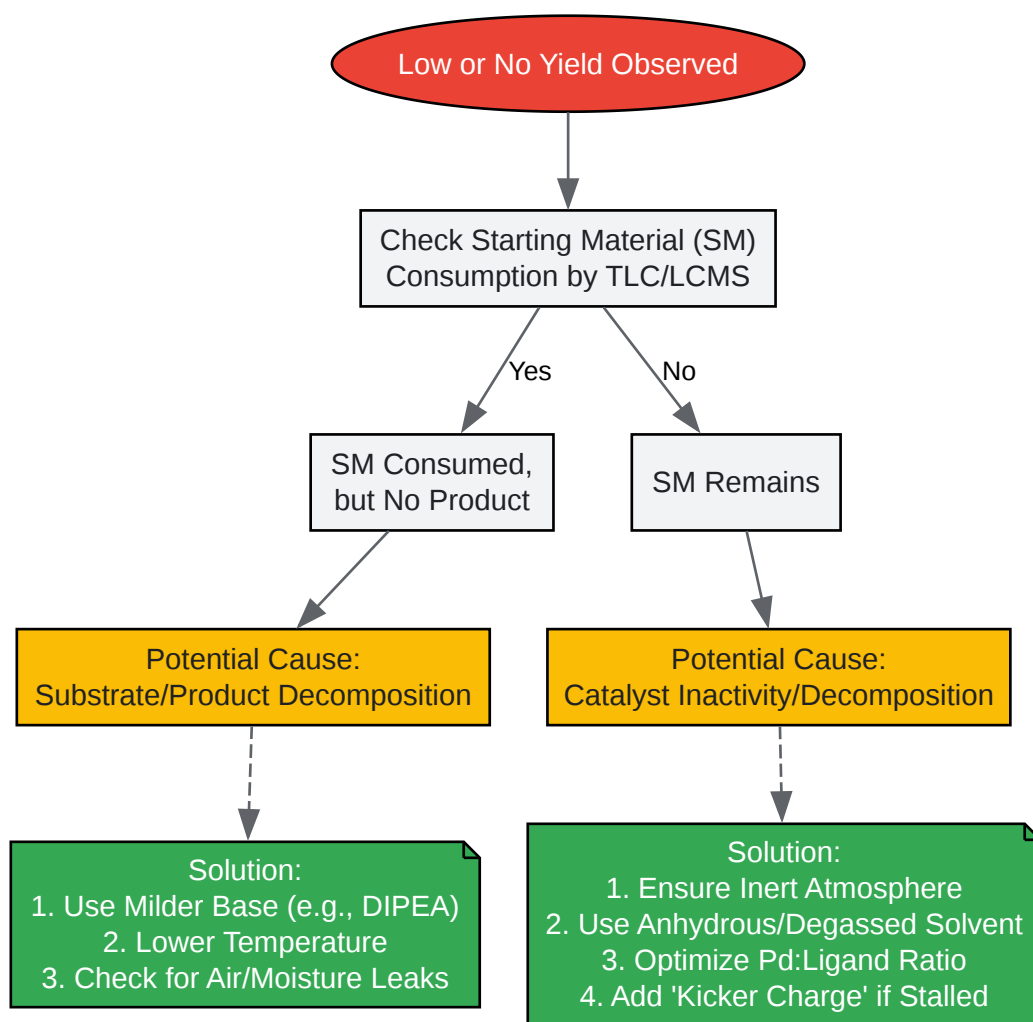 Low or No Yield Observed
Check Starting Material (SM)
Consumption by TLC/LCMS
Yes
No
SM Consumed,
but No Product
SM Remains
Potential Cause:
Substrate/Product Decomposition
Potential Cause:
Catalyst Inactivity/Decomposition
Solution:
1. Use Milder Base (e.g., DIPEA)
2. Lower Temperature
3. Check for Air/Moisture Leaks
Solution:
1. Ensure Inert Atmosphere
2. Use Anhydrous/Degassed Solvent
3. Optimize Pd:Ligand Ratio
4. Add 'Kicker Charge' if Stalled